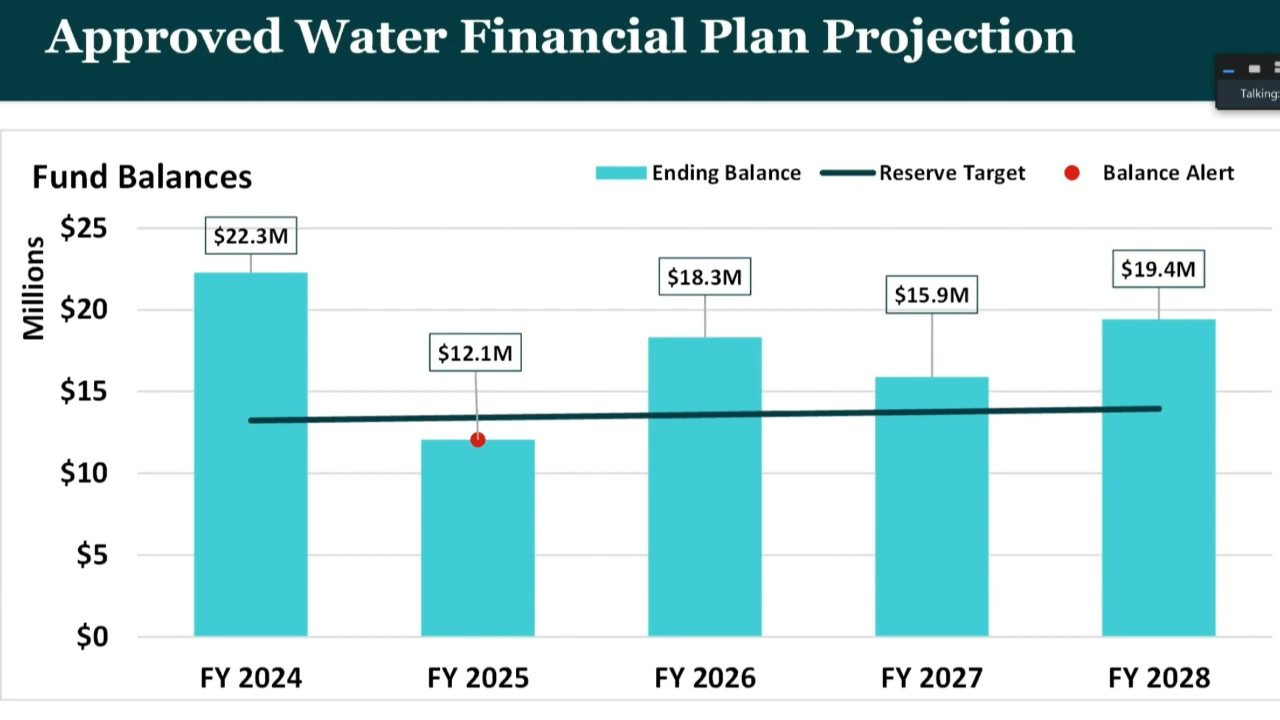 Approved Water Financial Plan Projection
Talking:
Fund Balances
Ending Balance
Reserve Target
Balance Alert
Millions
$25
$20
$15
$10
$5
$0
$22.3M
$12.1M
$18.3M
$15.9M
$19.4M
FY 2024
FY 2025
FY 2026
FY 2027
FY 2028